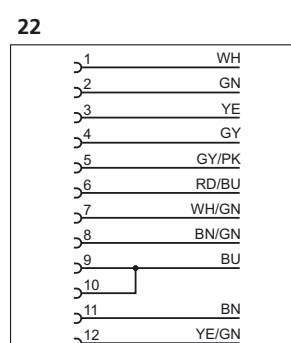 22
1 WH
2 GN
3 YE
4 GY
5 GY/PK
6 RD/BU
7 WH/GN
8 BN/GN
9 BU
10
11 BN
12 YE/GN